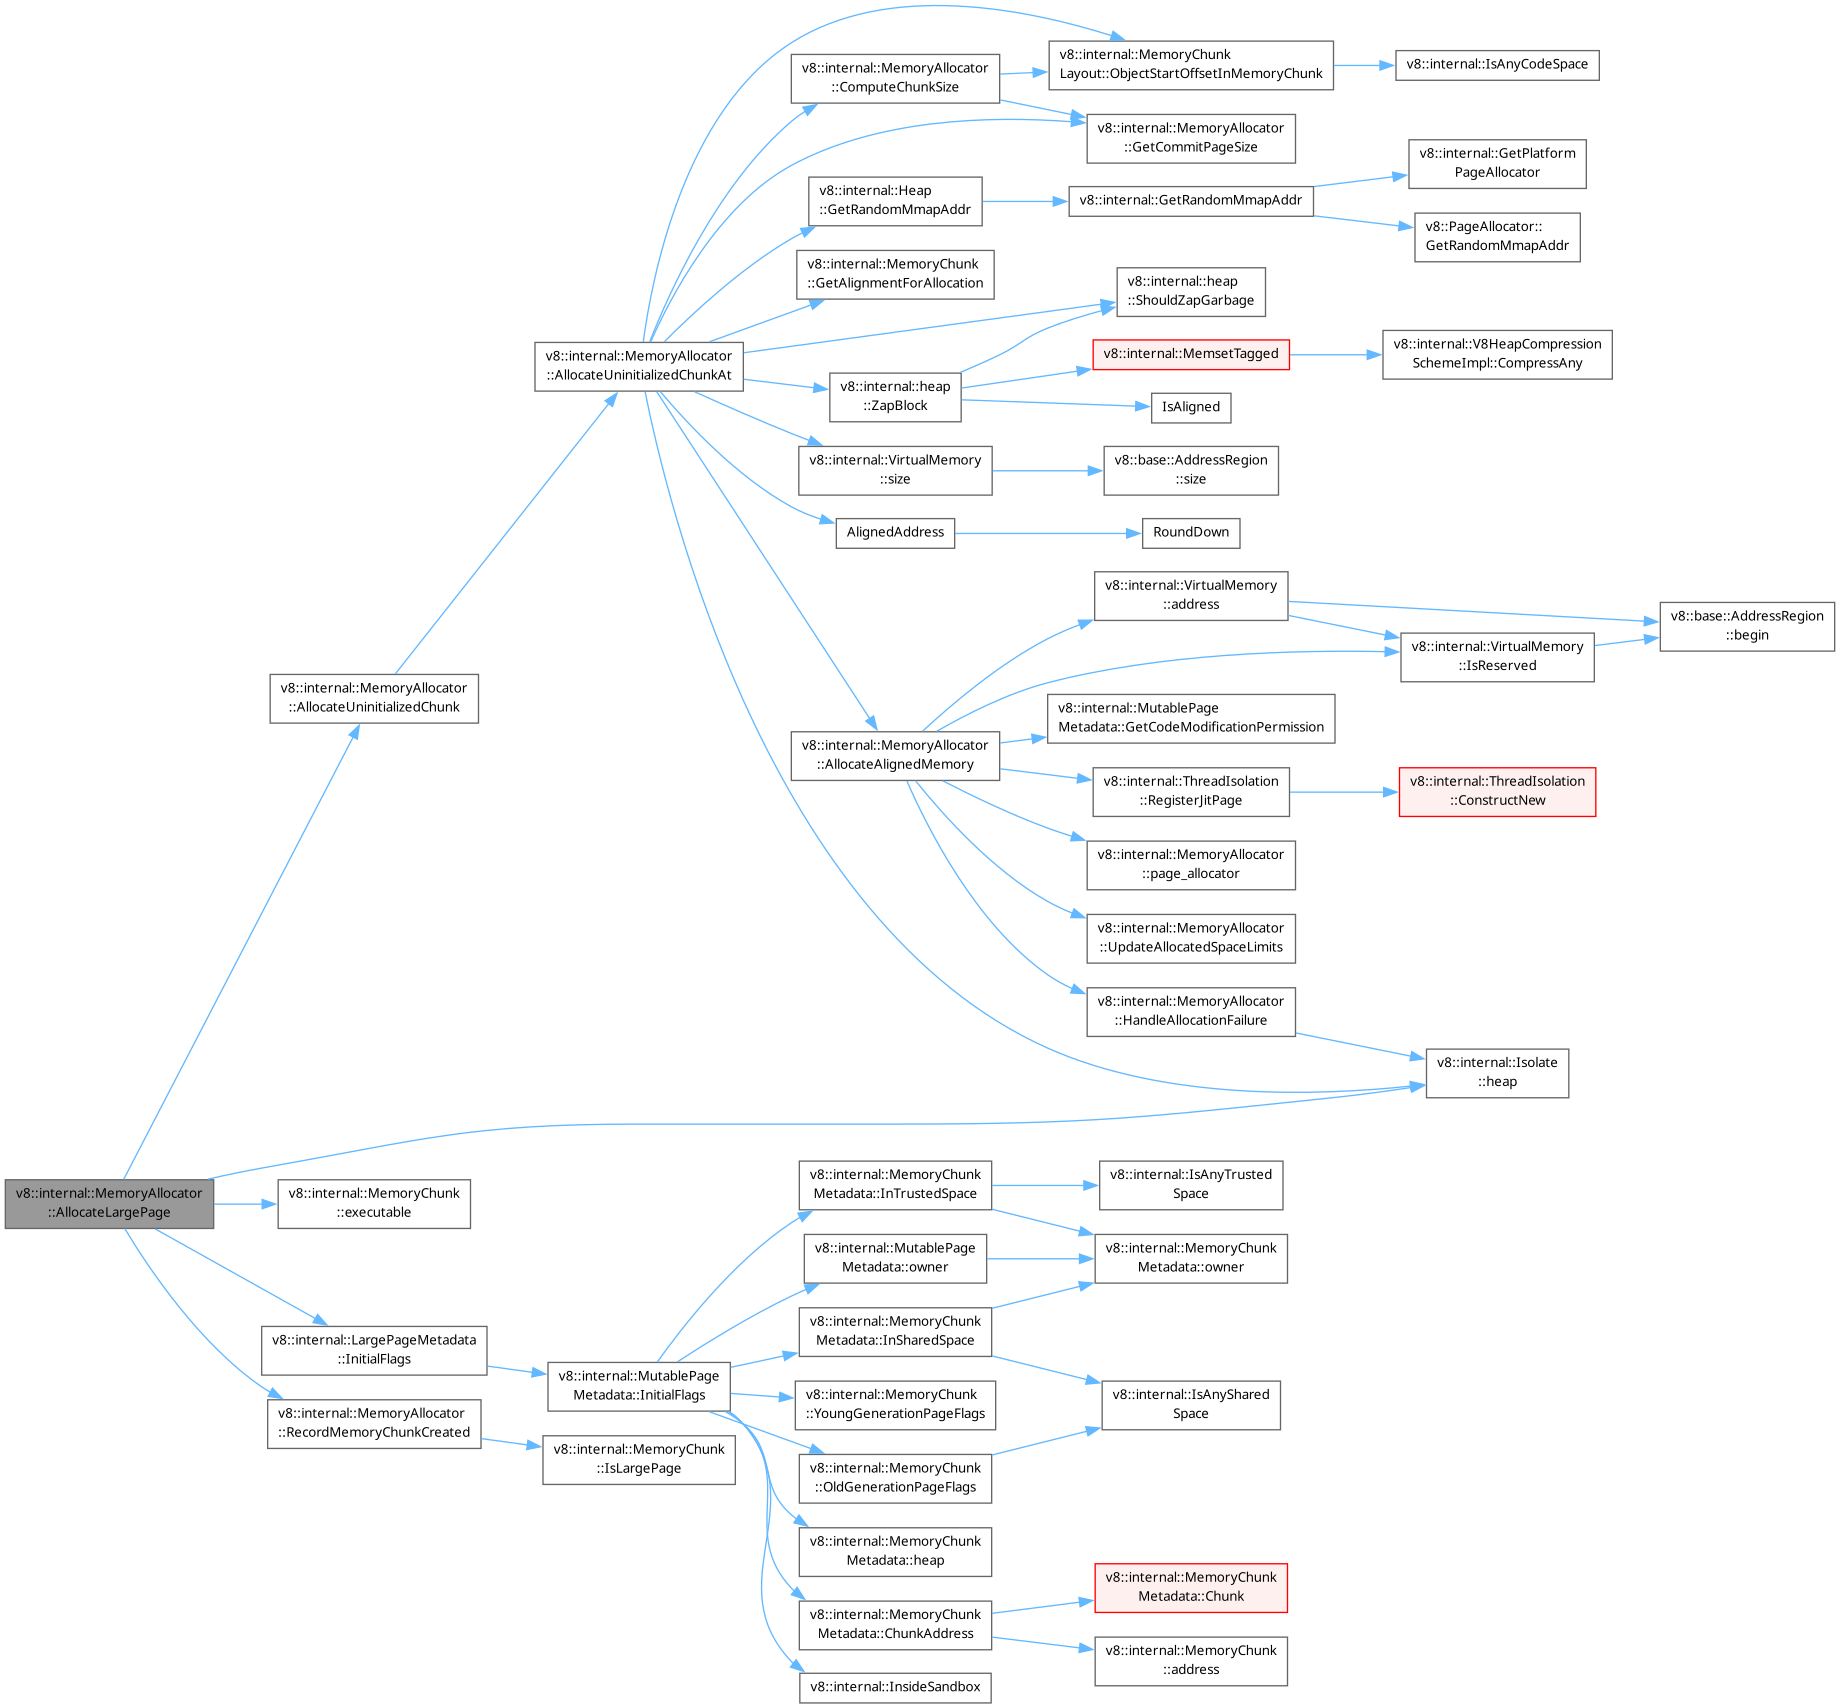 v8::internal::MemoryChunk
Layout::ObjectStartOffsetInMemoryChunk
v8::internal::IsAnyCodeSpace
v8::internal::MemoryAllocator
::ComputeChunkSize
v8::internal::MemoryAllocator
::GetCommitPageSize
v8::internal::GetPlatform
PageAllocator
v8::internal::Heap
::GetRandomMmapAddr
v8::internal::GetRandomMmapAddr
v8::PageAllocator::
GetRandomMmapAddr
v8::internal::MemoryChunk
::GetAlignmentForAllocation
v8::internal::heap
::ShouldZapGarbage
v8::internal::MemoryAllocator
::AllocateUninitializedChunkAt
v8::internal::MemsetTagged
v8::internal::V8HeapCompression
SchemeImpl::CompressAny
v8::internal::heap
::ZapBlock
IsAligned
v8::internal::VirtualMemory
::size
v8::base::AddressRegion
::size
AlignedAddress
RoundDown
v8::internal::VirtualMemory
::address
v8::base::AddressRegion
::begin
v8::internal::VirtualMemory
::IsReserved
v8::internal::MemoryAllocator
::AllocateUninitializedChunk
v8::internal::MutablePage
Metadata::GetCodeModificationPermission
v8::internal::MemoryAllocator
::AllocateAlignedMemory
v8::internal::ThreadIsolation
::RegisterJitPage
v8::internal::ThreadIsolation
::ConstructNew
v8::internal::MemoryAllocator
::page_allocator
v8::internal::MemoryAllocator
::UpdateAllocatedSpaceLimits
v8::internal::MemoryAllocator
::HandleAllocationFailure
v8::internal::Isolate
::heap
v8::internal::MemoryAllocator
::AllocateLargePage
v8::internal::MemoryChunk
::executable
v8::internal::MemoryChunk
Metadata::InTrustedSpace
v8::internal::IsAnyTrusted
Space
v8::internal::MutablePage
Metadata::owner
v8::internal::MemoryChunk
Metadata::owner
v8::internal::LargePageMetadata
::InitialFlags
v8::internal::MemoryChunk
Metadata::InSharedSpace
v8::internal::MutablePage
Metadata::InitialFlags
v8::internal::MemoryChunk
::YoungGenerationPageFlags
v8::internal::IsAnyShared
Space
v8::internal::MemoryAllocator
::RecordMemoryChunkCreated
v8::internal::MemoryChunk
::IsLargePage
v8::internal::MemoryChunk
::OldGenerationPageFlags
v8::internal::MemoryChunk
Metadata::heap
v8::internal::MemoryChunk
Metadata::Chunk
v8::internal::MemoryChunk
Metadata::ChunkAddress
v8::internal::MemoryChunk
::address
v8::internal::InsideSandbox